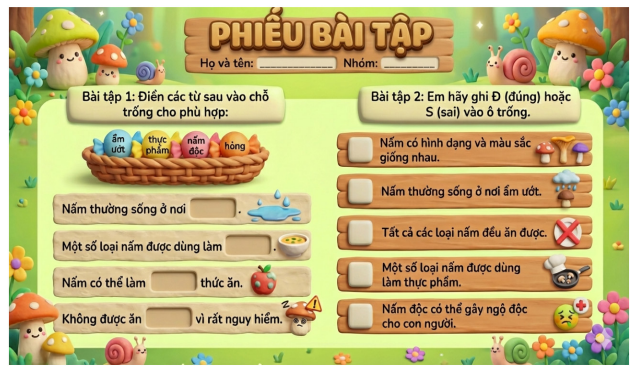 PHIẾU BÀI TẬP
Họ và tên: Nhóm:
Bài tập 1: Điền các từ sau vào chỗ
trống cho phù hợp:
ẩm
ướt
thực
phẩm
nấm
độc
hỏng
Nấm thường sống ở nơi .
Một số loại nấm được dùng làm .
Nấm có thể làm thức ăn.
Không được ăn vì rất nguy hiểm.
Bài tập 2: Em hãy ghi Đ (đúng) hoặc
S (sai) vào ô trống.
Nấm có hình dạng và màu sắc
giống nhau.
Nấm thường sống ở nơi ẩm ướt.
Tất cả các loại nấm đều ăn được.
Một số loại nấm được dùng
làm thực phẩm.
Nấm độc có thể gây ngộ độc
cho con người.